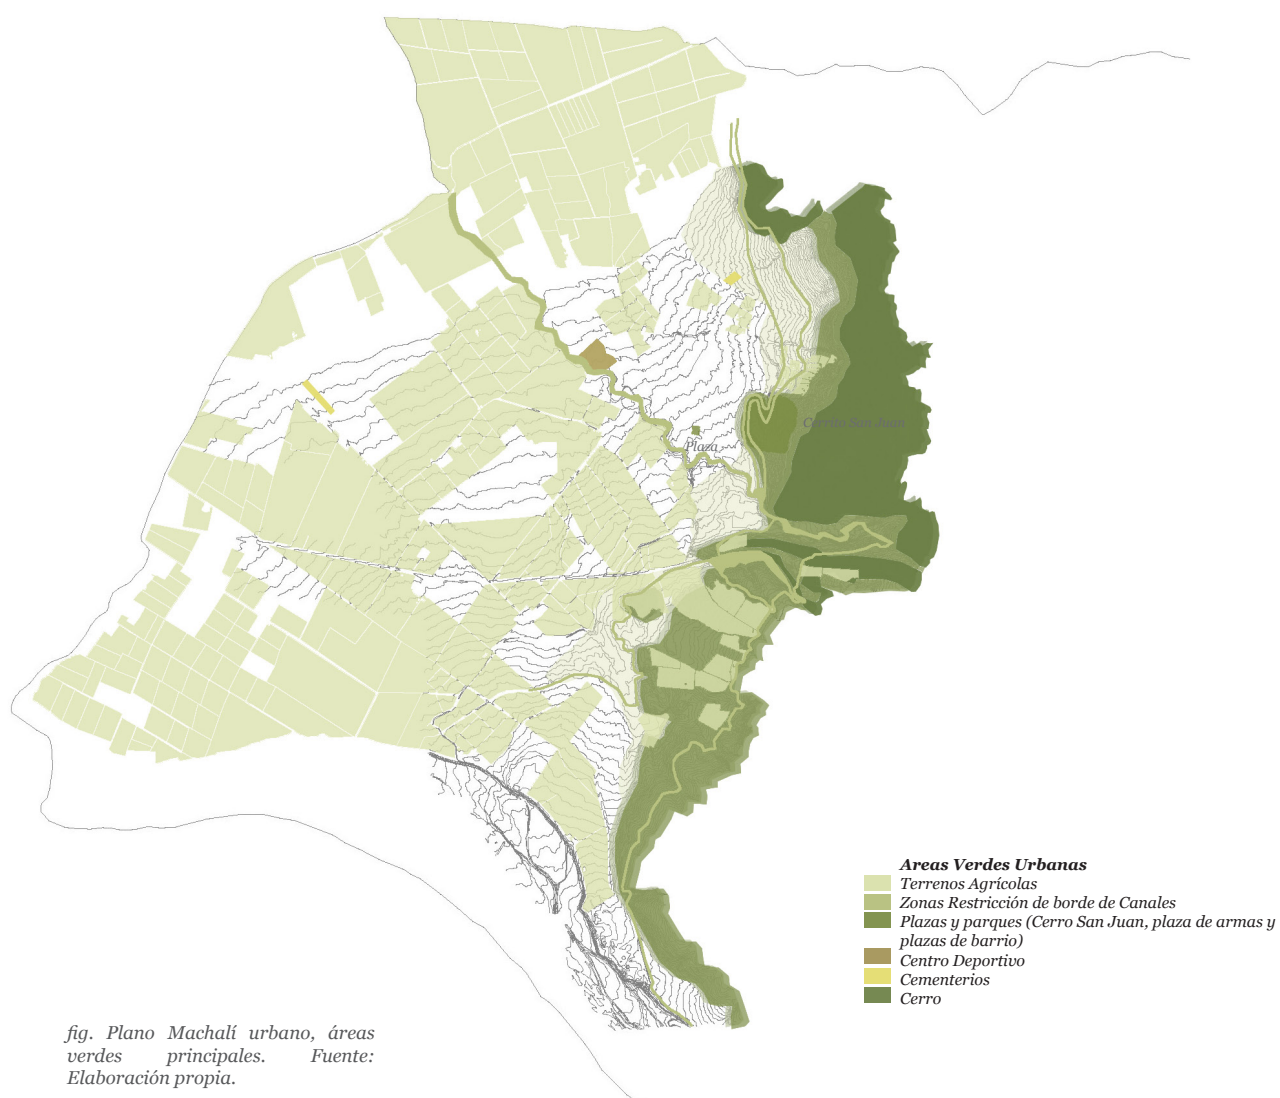 Cerrito San Juan
Plaza
Areas Verdes Urbanas
Terrenos Agrícolas
Zonas Restricción de borde de Canales
Plazas y parques (Cerro San Juan, plaza de armas y
plazas de barrio)
Centro Deportivo
Cementerios
Cerro
fig. Plano Machalí urbano, áreas
verdes principales. Fuente:
Elaboración propia.